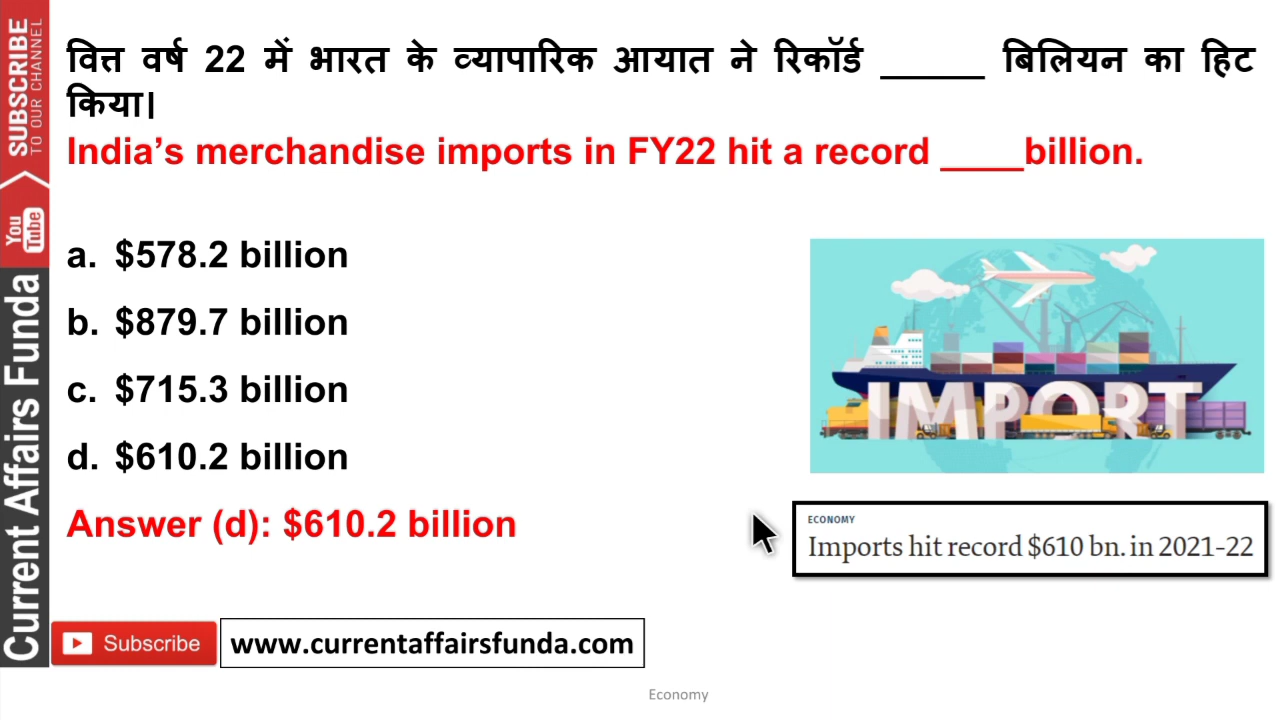 वित्त वर्ष 22 में भारत के व्यापारिक आयात ने रिकॉर्ड _____ बिलियन का हिट
किया।
India's merchandise imports in FY22 hit a record ____billion.
a. $578.2 billion
b. $879.7 billion
c. $715.3 billion
d. $610.2 billion
Answer (d): $610.2 billion
IMPORT
ECONOMY
Imports hit record $610 bn. in 2021-22
SUBSCRIBE
TO OUR CHANNEL
You
Tube
Current Affairs Funda
Subscribe
www.currentaffairsfunda.com
Economy